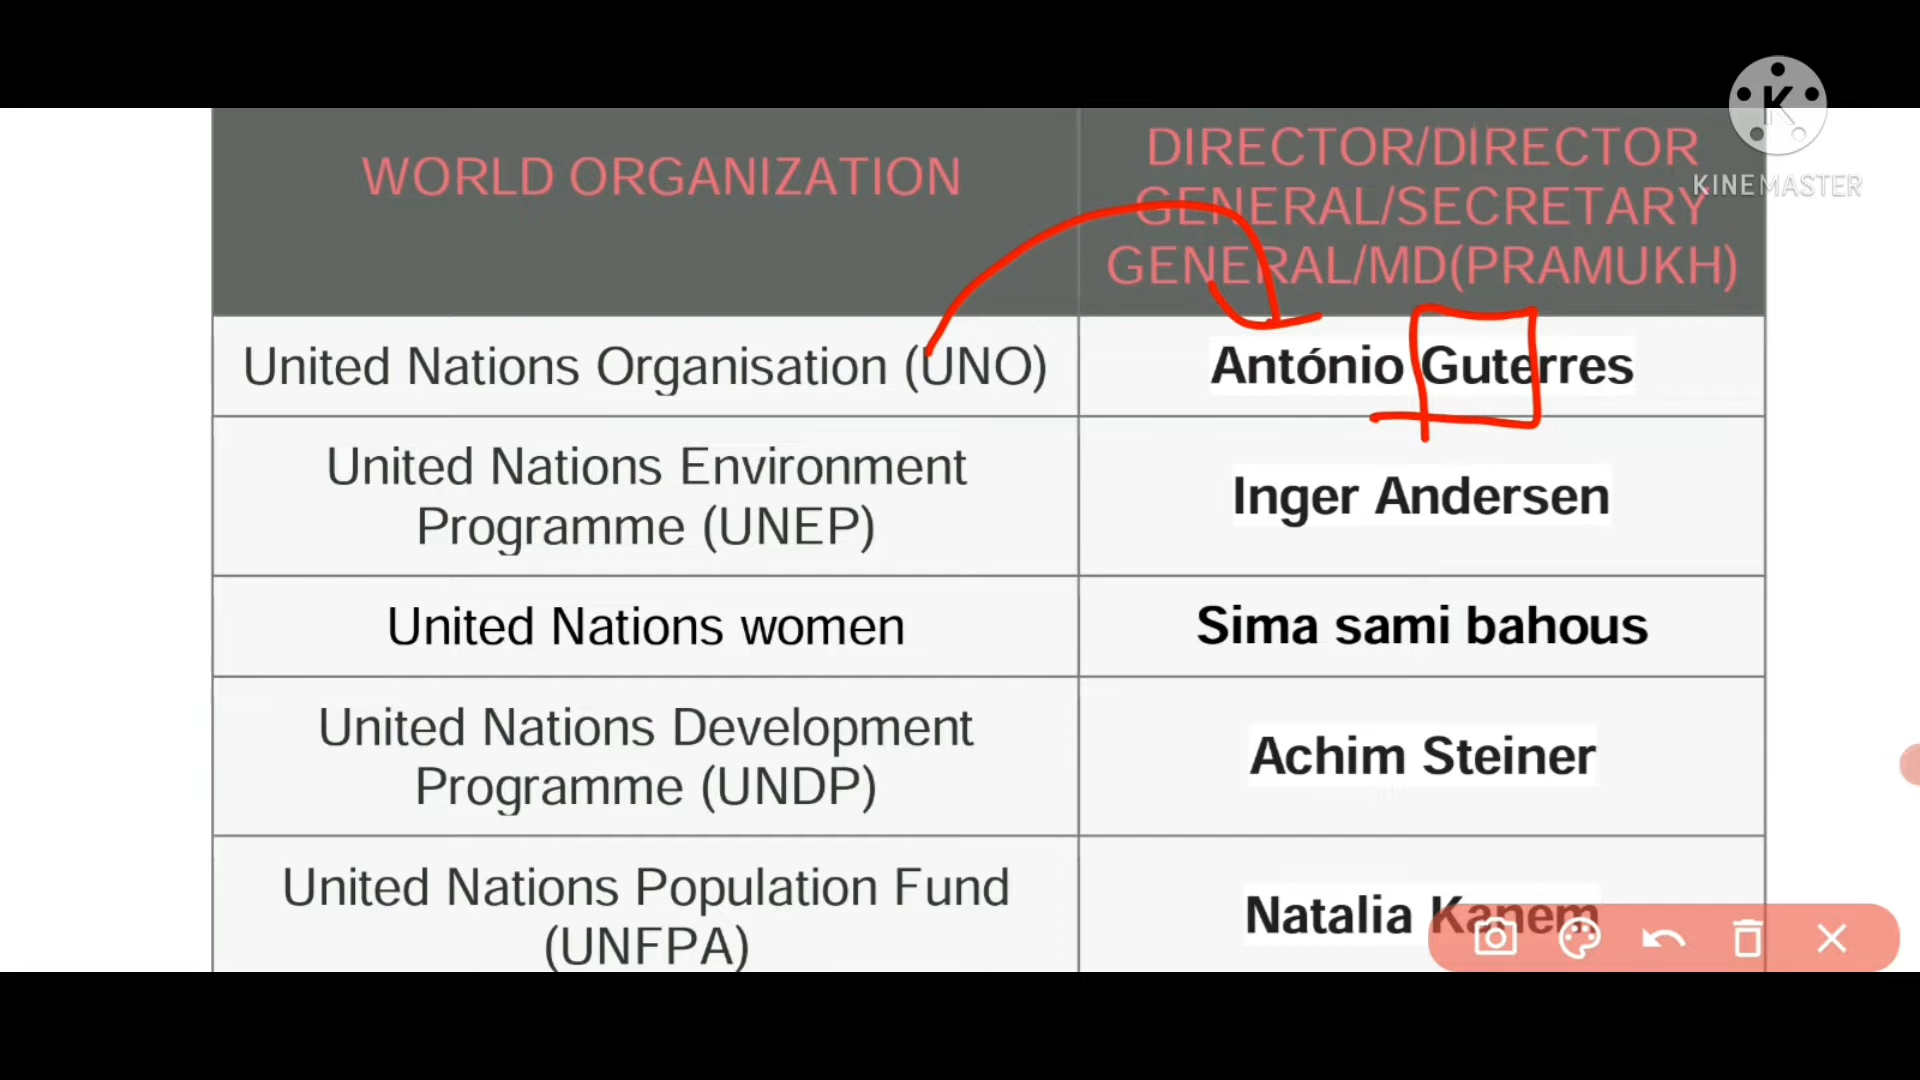 K
KINEMASTER
WORLD ORGANIZATION
DIRECTOR/DIRECTOR
GENERAL/SECRETARY
GENERAL/MD(PRAMUKH)
United Nations Organisation (UNO)
António Guterres
United Nations Environment
Programme (UNEP)
Inger Andersen
United Nations women
Sima sami bahous
United Nations Development
Programme (UNDP)
Achim Steiner
United Nations Population Fund
(UNFPA)
Natalia Kanem